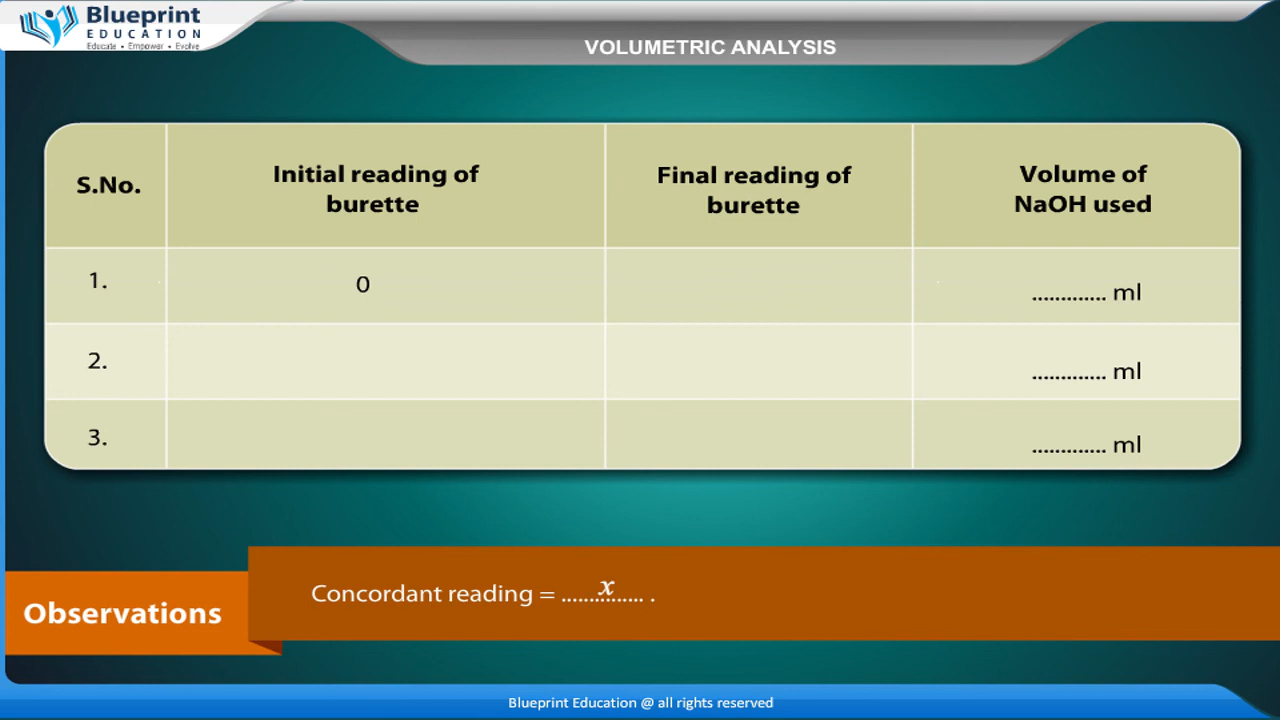 Blueprint
EDUCATION
Educate • Empower • Evolve
VOLUMETRIC ANALYSIS
S.No.
Initial reading of
burette
Final reading of
burette
Volume of
NaOH used
1.
0
............. ml
2.
............. ml
3.
............. ml
Observations
Concordant reading = ........x....... .
Blueprint Education @ all rights reserved